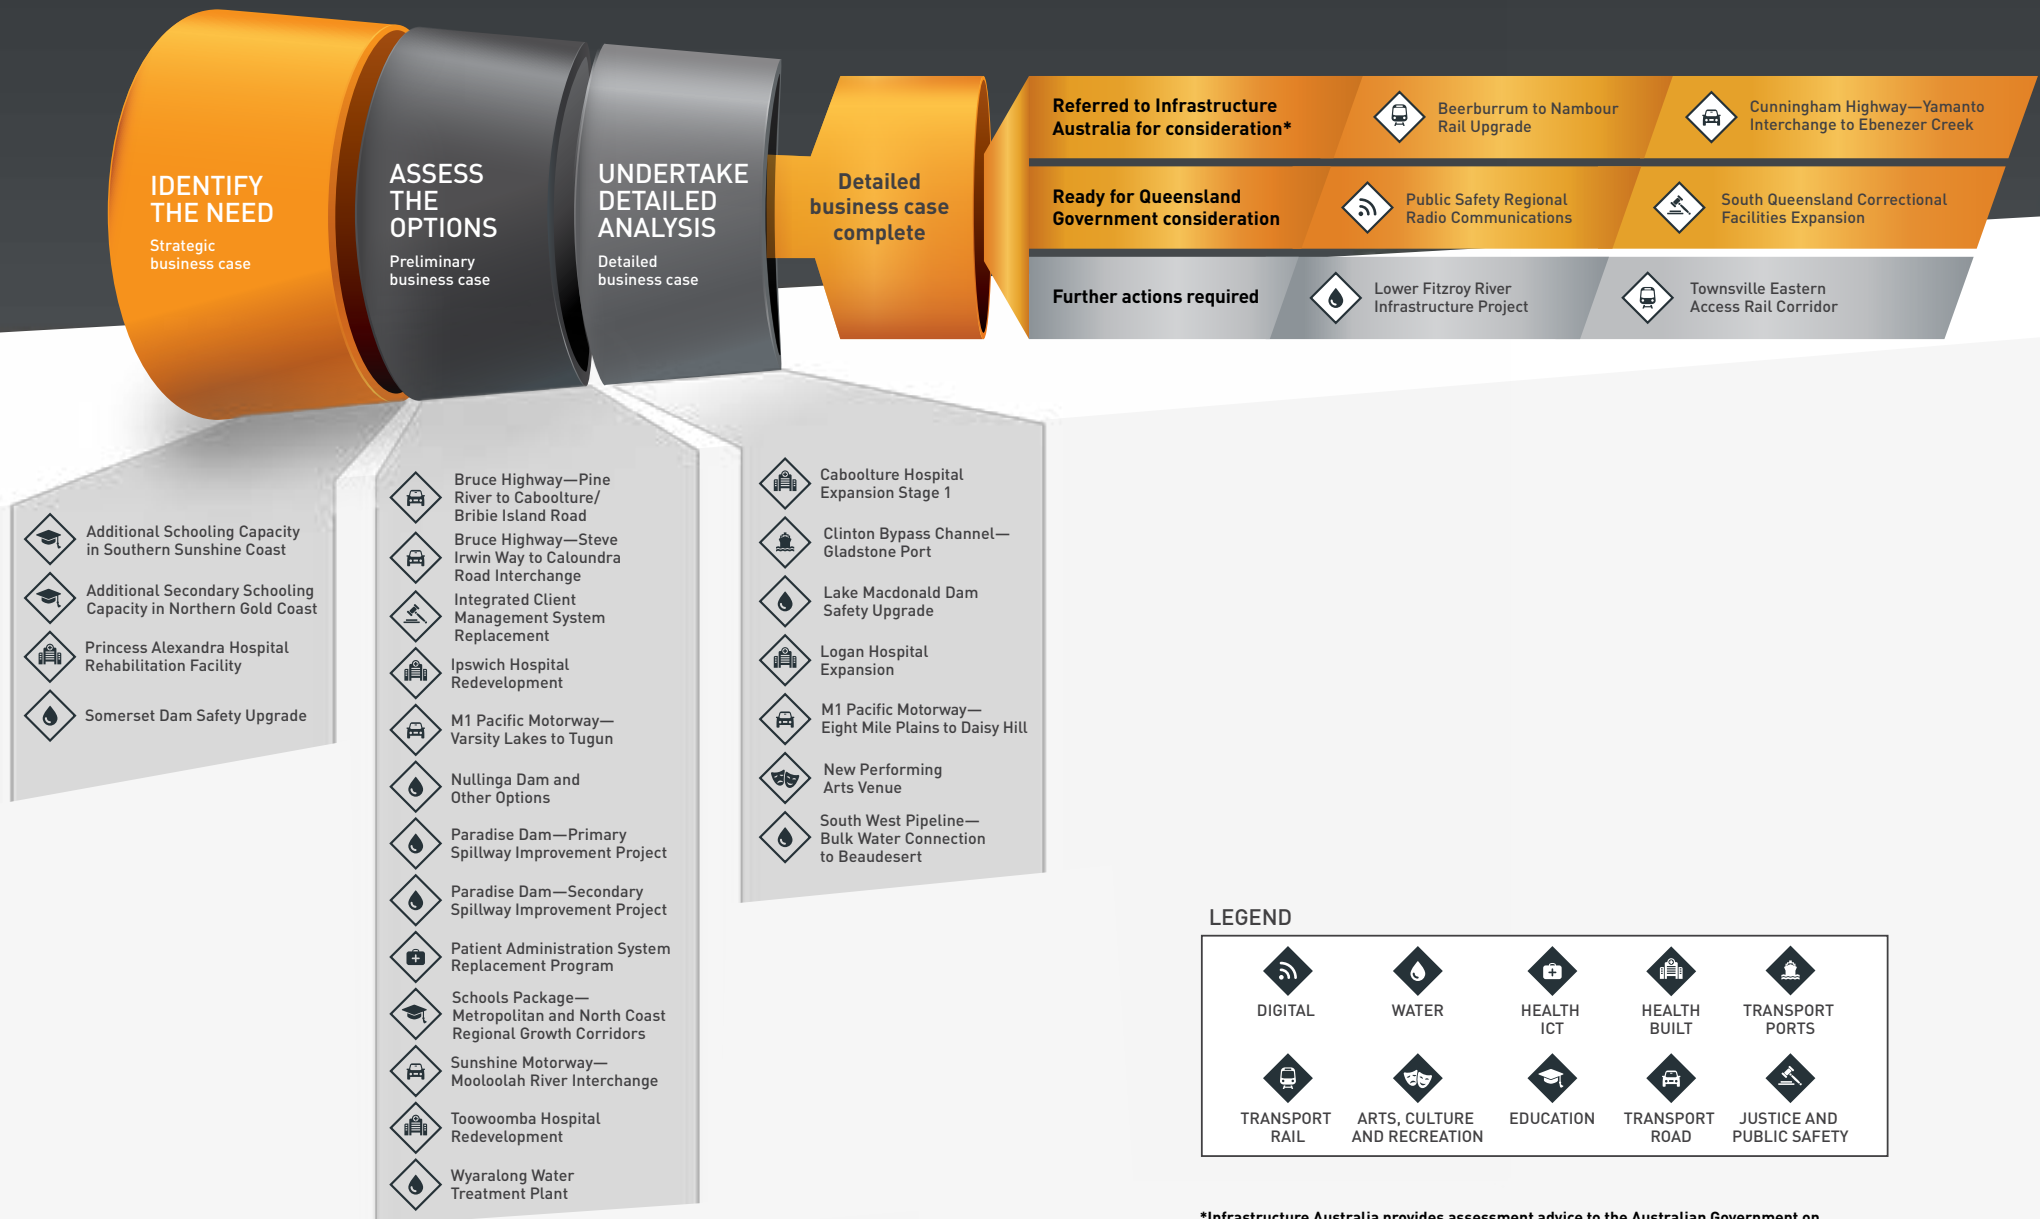 IDENTIFY
THE NEED
Strategic
business case
ASSESS
THE
OPTIONS
Preliminary
business case
UNDERTAKE
DETAILED
ANALYSIS
Detailed
business case
Detailed
business case
complete
Referred to Infrastructure
Australia for consideration*
Beerburrum to Nambour
Rail Upgrade
Cunningham Highway—Yamanto
Interchange to Ebenezer Creek
Ready for Queensland
Government consideration
Public Safety Regional
Radio Communications
South Queensland Correctional
Facilities Expansion
Further actions required
Lower Fitzroy River
Infrastructure Project
Townsville Eastern
Access Rail Corridor
Additional Schooling Capacity
in Southern Sunshine Coast
Additional Secondary Schooling
Capacity in Northern Gold Coast
Princess Alexandra Hospital
Rehabilitation Facility
Somerset Dam Safety Upgrade
Bruce Highway—Pine
River to Caboolture/
Bribie Island Road
Bruce Highway—Steve
Irwin Way to Caloundra
Road Interchange
Integrated Client
Management System
Replacement
Ipswich Hospital
Redevelopment
M1 Pacific Motorway—
Varsity Lakes to Tugun
Nullinga Dam and
Other Options
Paradise Dam—Primary
Spillway Improvement Project
Paradise Dam—Secondary
Spillway Improvement Project
Patient Administration System
Replacement Program
Schools Package—
Metropolitan and North Coast
Regional Growth Corridors
Sunshine Motorway—
Mooloolah River Interchange
Toowoomba Hospital
Redevelopment
Wyaralong Water
Treatment Plant
Caboolture Hospital
Expansion Stage 1
Clinton Bypass Channel—
Gladstone Port
Lake Macdonald Dam
Safety Upgrade
Logan Hospital
Expansion
M1 Pacific Motorway—
Eight Mile Plains to Daisy Hill
New Performing
Arts Venue
South West Pipeline—
Bulk Water Connection
to Beaudesert
LEGEND
DIGITAL
WATER
HEALTH
ICT
HEALTH
BUILT
TRANSPORT
PORTS
TRANSPORT
RAIL
ARTS, CULTURE
AND RECREATION
EDUCATION
TRANSPORT
ROAD
JUSTICE AND
PUBLIC SAFETY
*Infrastructure Australia provides assessment advice to the Australian Government on